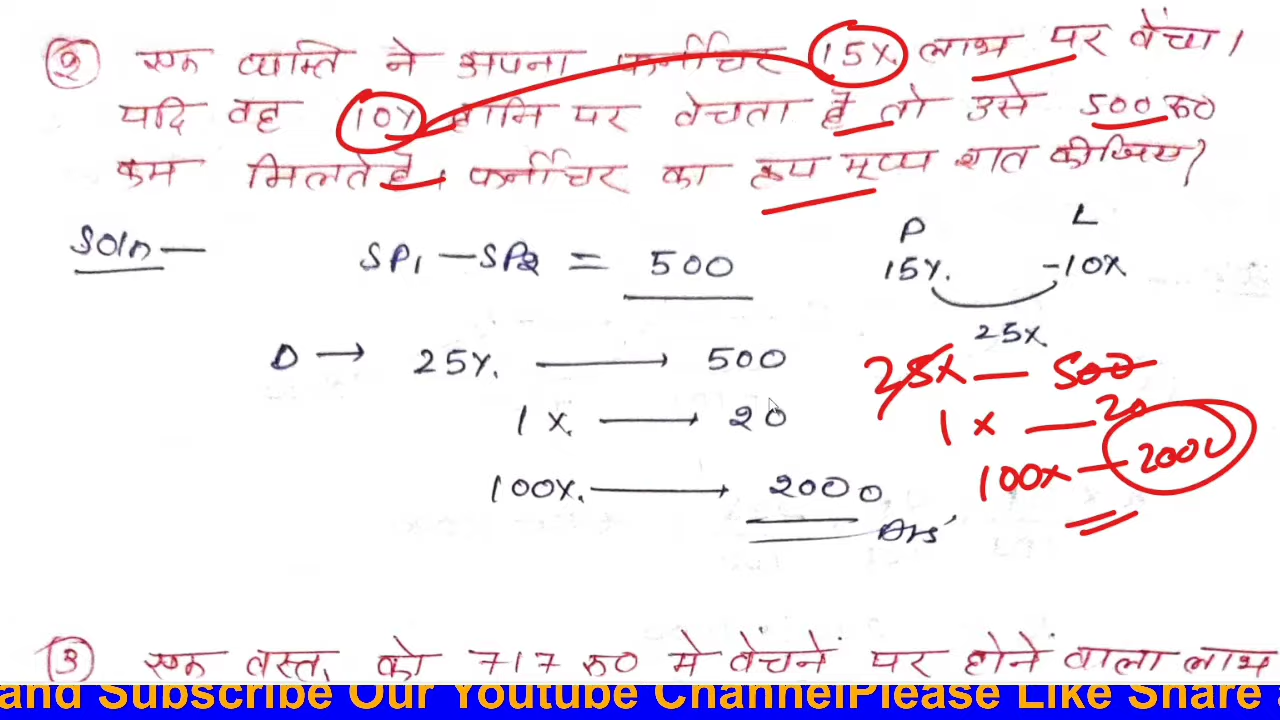 ② एक व्यक्ति ने अपना फर्नीचर 15% लाभ पर बेंचा।
यदि वह 10% हानि पर बेचता है तो उसे 500 रु0
कम मिलते है। फर्नीचर का क्रय मूल्य ज्ञात कीजिए?
Soln —
SP1 — SP2 = 500
P L
15% -10%
25%
D → 25% → 500
1% → 20
100% → 2000 Ans
25% — 500
1% — 20
100% — 2000
③ एक वस्तु को 717 रु0 मे बेंचनें पर होनें वाला लाभ
and Subscribe Our Youtube ChannelPlease Like Share